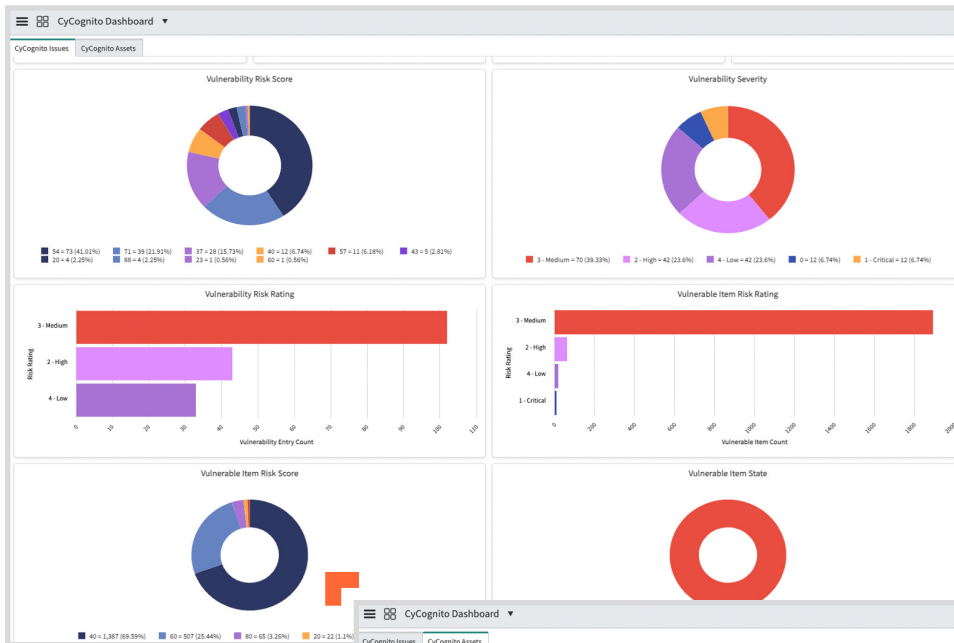 CyCognito Dashboard ▼
CyCognito Issues CyCognito Assets
Vulnerability Risk Score
54 = 73 (41.01%) 71 = 39 (21.91%) 37 = 28 (15.73%) 40 = 12 (6.74%) 57 = 11 (6.18%) 43 = 5 (2.81%)
20 = 4 (2.25%) 88 = 4 (2.25%) 23 = 1 (0.56%) 60 = 1 (0.56%)
Vulnerability Severity
3 - Medium = 70 (39.33%) 2 - High = 42 (23.6%) 4 - Low = 42 (23.6%) 0 = 12 (6.74%) 1 - Critical = 12 (6.74%)
Vulnerability Risk Rating
Risk Rating
3 - Medium
2 - High
4 - Low
0 10 20 30 40 50 60 70 80 90 100 110
Vulnerability Entry Count
Vulnerable Item Risk Rating
Risk Rating
3 - Medium
2 - High
4 - Low
1 - Critical
0 200 400 600 800 1000 1200 1400 1600 1800 2000
Vulnerable Item Count
Vulnerable Item Risk Score
40 = 1,387 (69.59%) 60 = 507 (25.44%) 80 = 65 (3.26%) 20 = 22 (1.1%)
Vulnerable Item State
CyCognito Dashboard ▼
CyCognito Issues CyCognito Assets